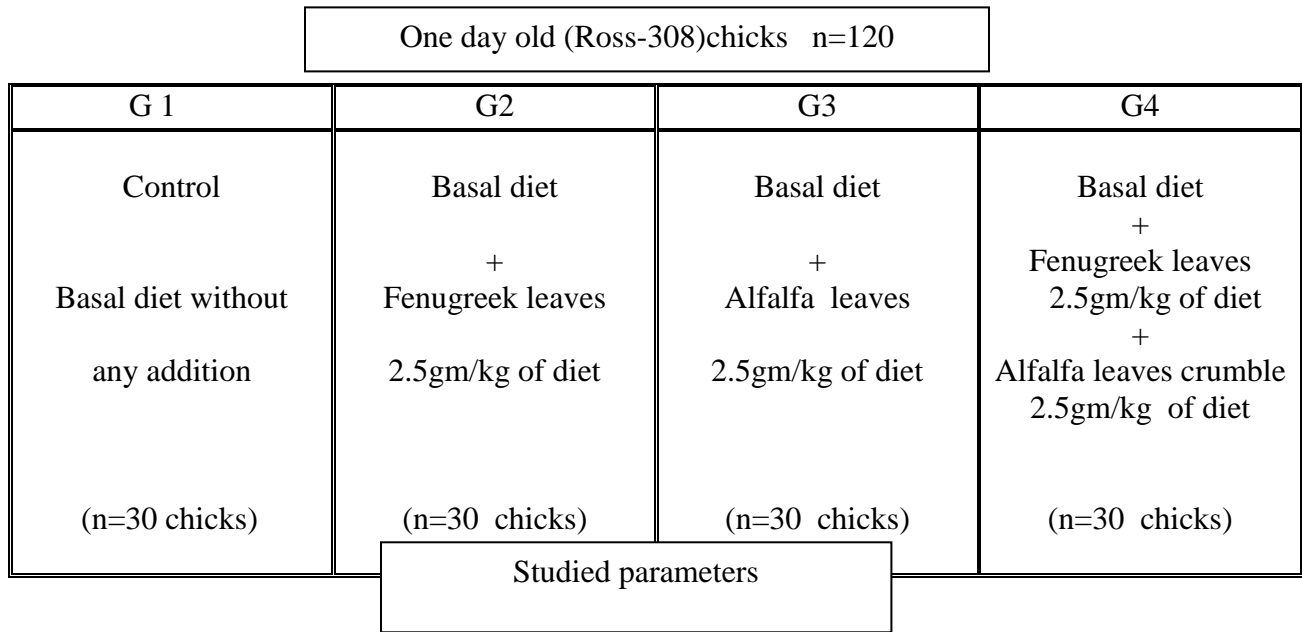 One day old (Ross-308)chicks   n=120
G 1
G2
G3
G4
Control
Basal diet without
any addition
(n=30 chicks)
Basal diet
+
Fenugreek leaves
2.5gm/kg of diet
(n=30  chicks)
Basal diet
+
Alfalfa  leaves
2.5gm/kg of diet
(n=30  chicks)
Basal diet
+
Fenugreek leaves
2.5gm/kg of diet
+
Alfalfa leaves crumble
2.5gm/kg  of diet
(n=30  chicks)
Studied parameters